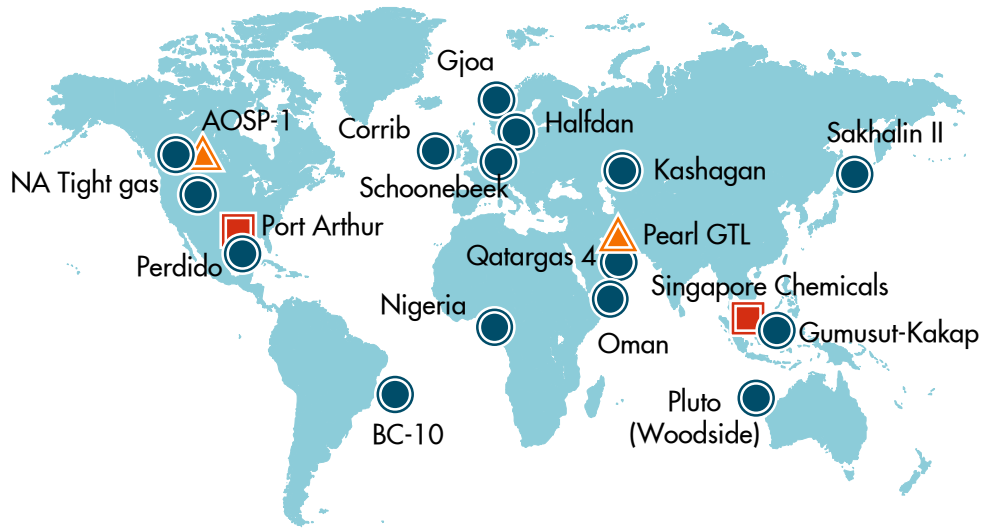 Gjoa
AOSP-1
Corrib
Halfdan
Sakhalin II
NA Tight gas
Schoonebeek
Kashagan
Port Arthur
Pearl GTL
Perdido
Qatargas 4
Singapore Chemicals
Nigeria
Gumusut-Kakap
Oman
Pluto
(Woodside)
BC-10